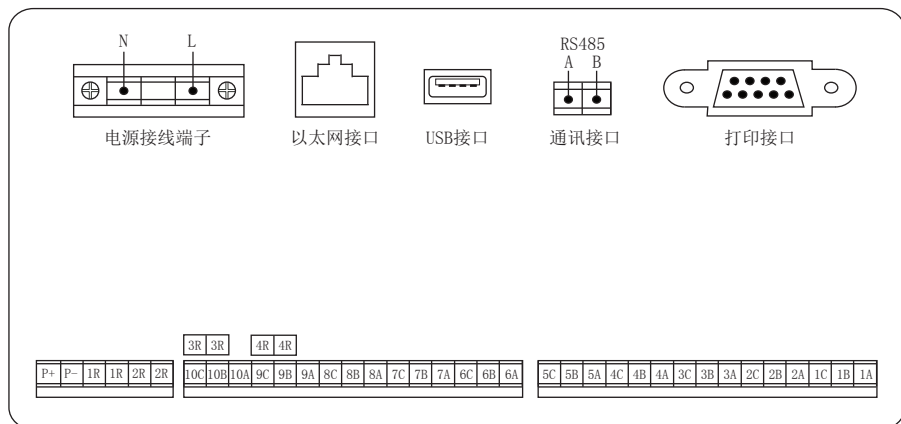 N L
RS485
A B
电源接线端子 以太网接口 USB接口 通讯接口 打印接口
3R 3R 4R 4R
P+ P- 1R 1R 2R 2R 10C 10B 10A 9C 9B 9A 8C 8B 8A 7C 7B 7A 6C 6B 6A 5C 5B 5A 4C 4B 4A 3C 3B 3A 2C 2B 2A 1C 1B 1A